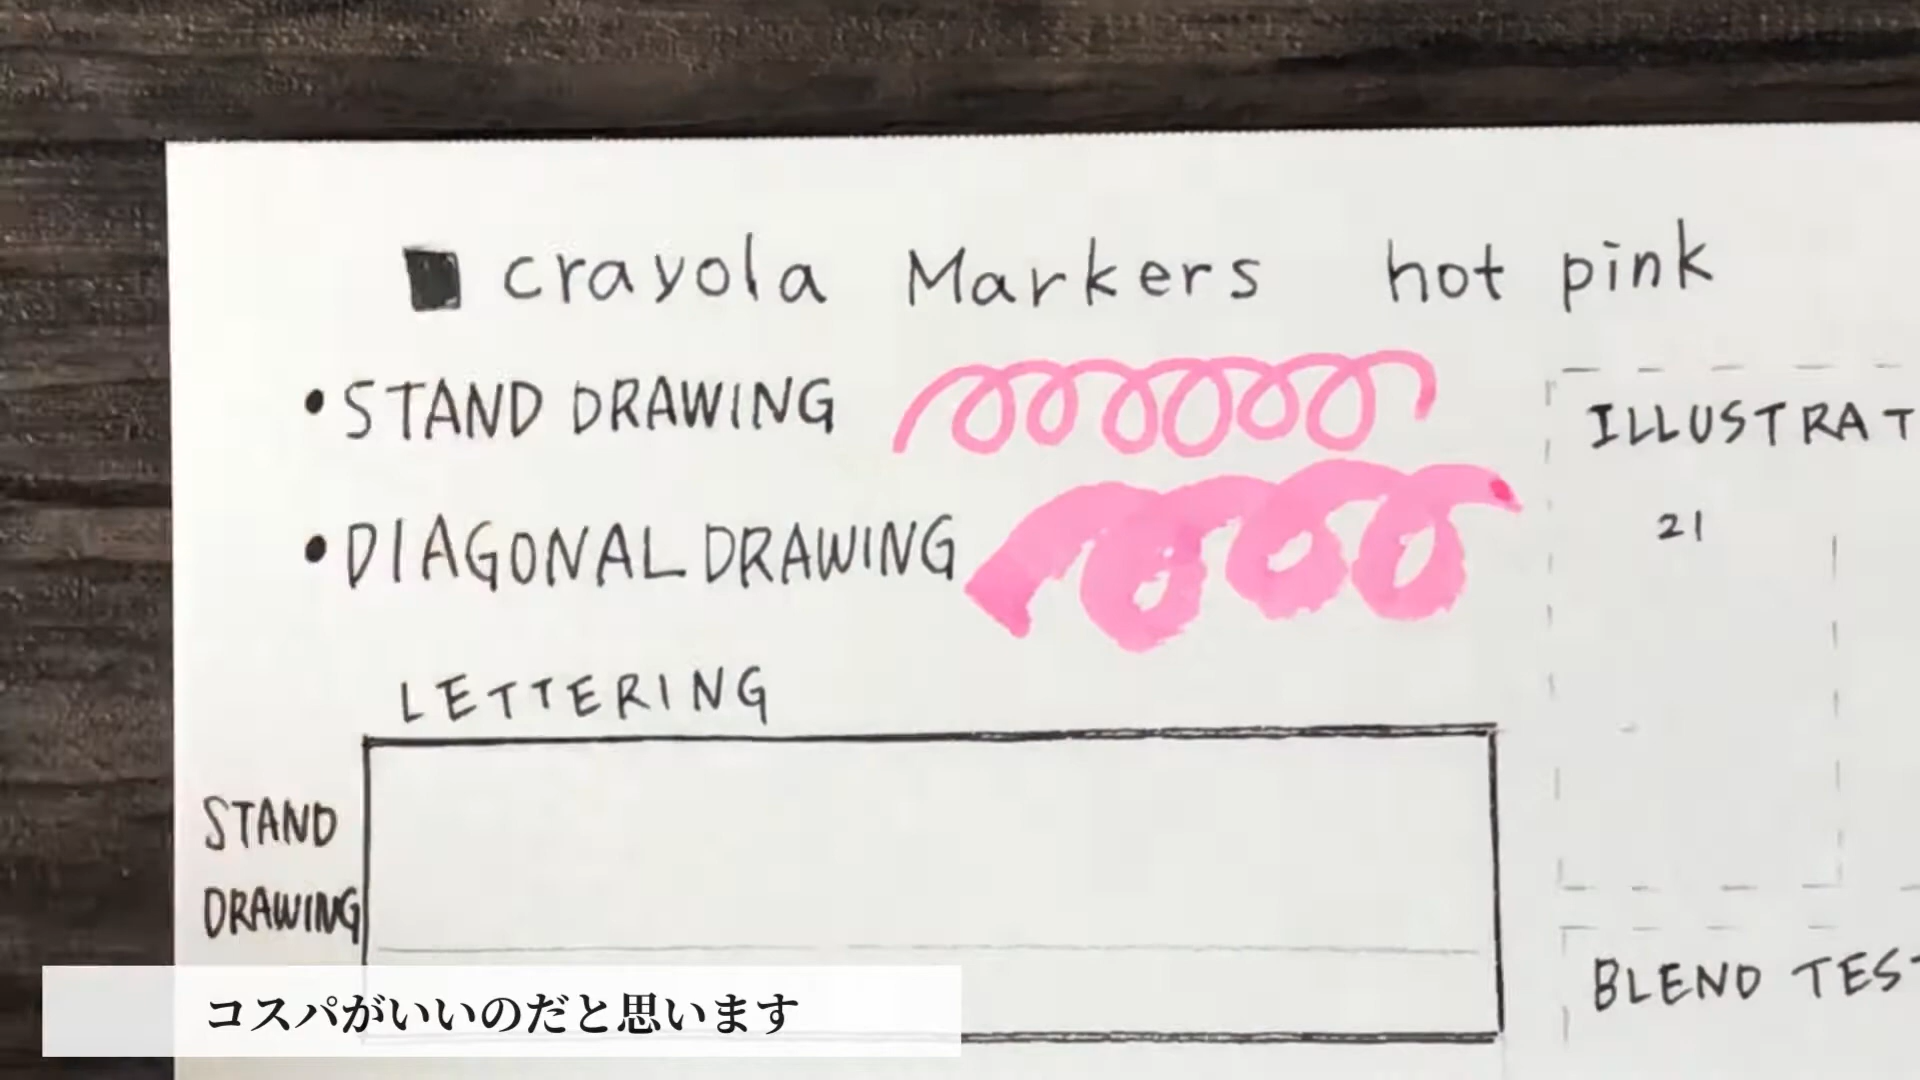 ■ crayola Markers hot pink
• STAND DRAWING
• DIAGONAL DRAWING
ILLUSTRAT
21
LETTERING
STAND
DRAWING
BLEND TEST
コスパがいいのだと思います